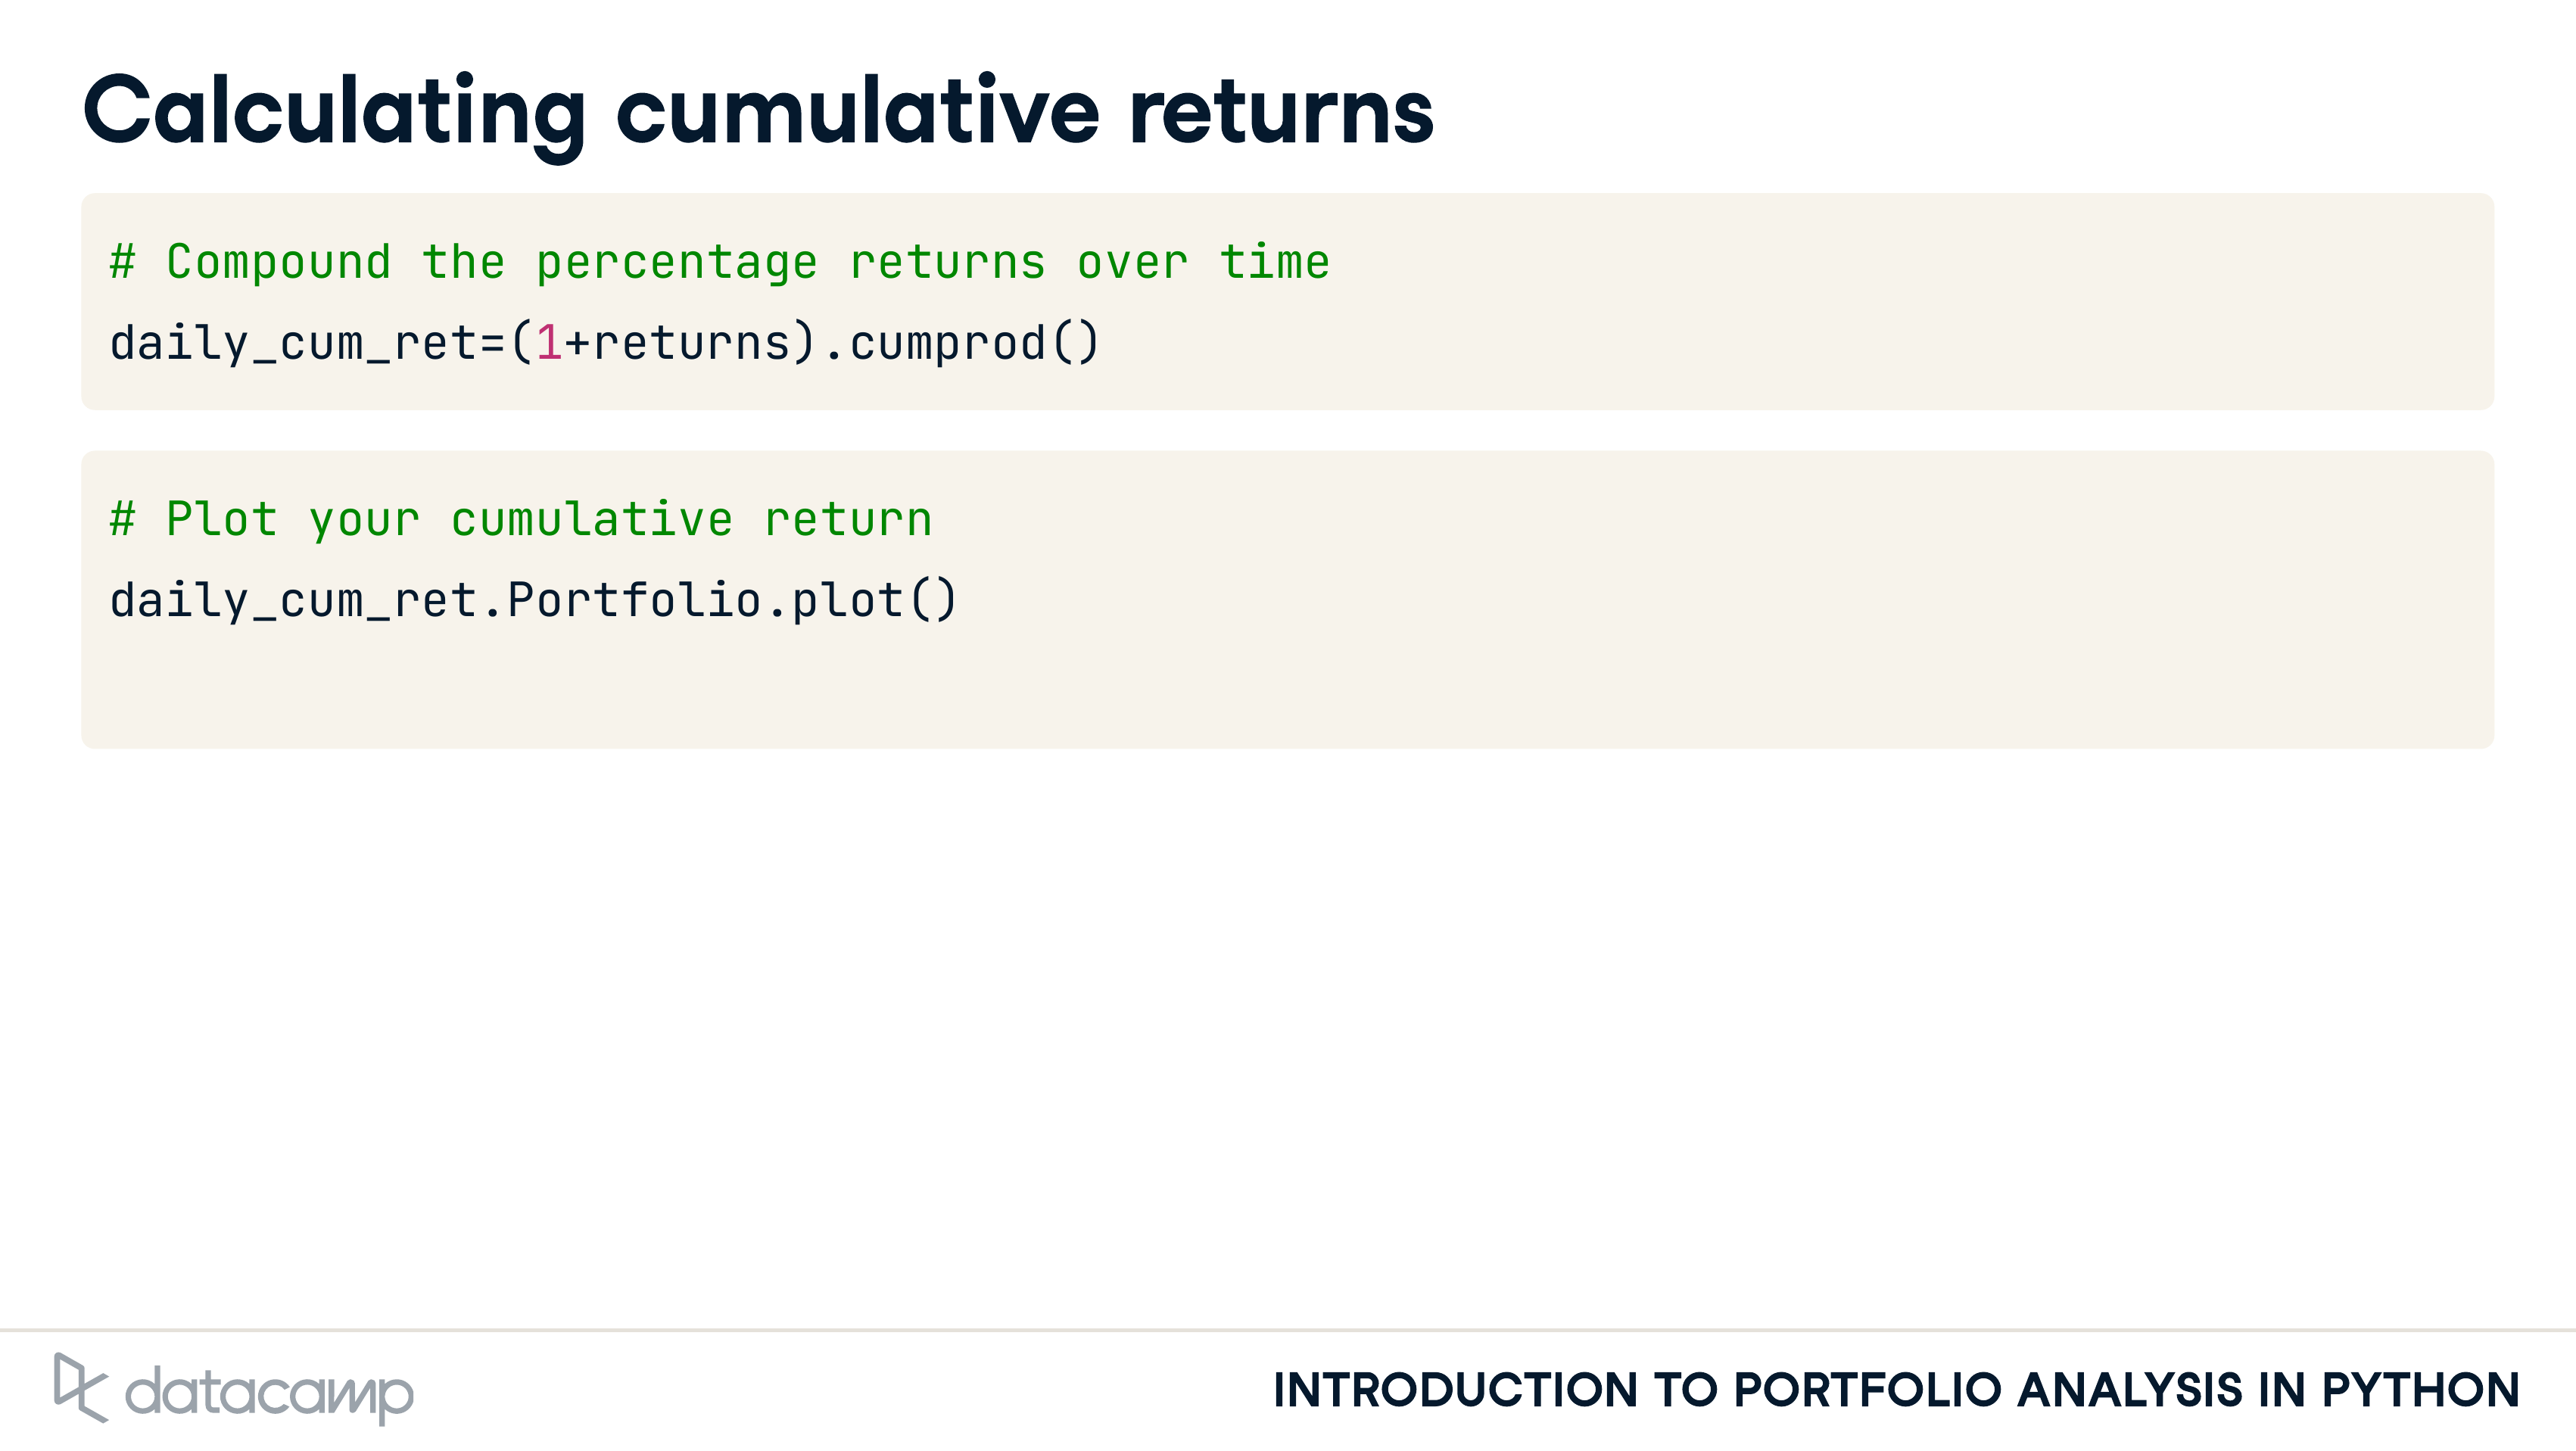 Calculating cumulative returns
# Compound the percentage returns over time
daily_cum_ret=(1+returns).cumprod()
# Plot your cumulative return
daily_cum_ret.Portfolio.plot()
datacamp
INTRODUCTION TO PORTFOLIO ANALYSIS IN PYTHON